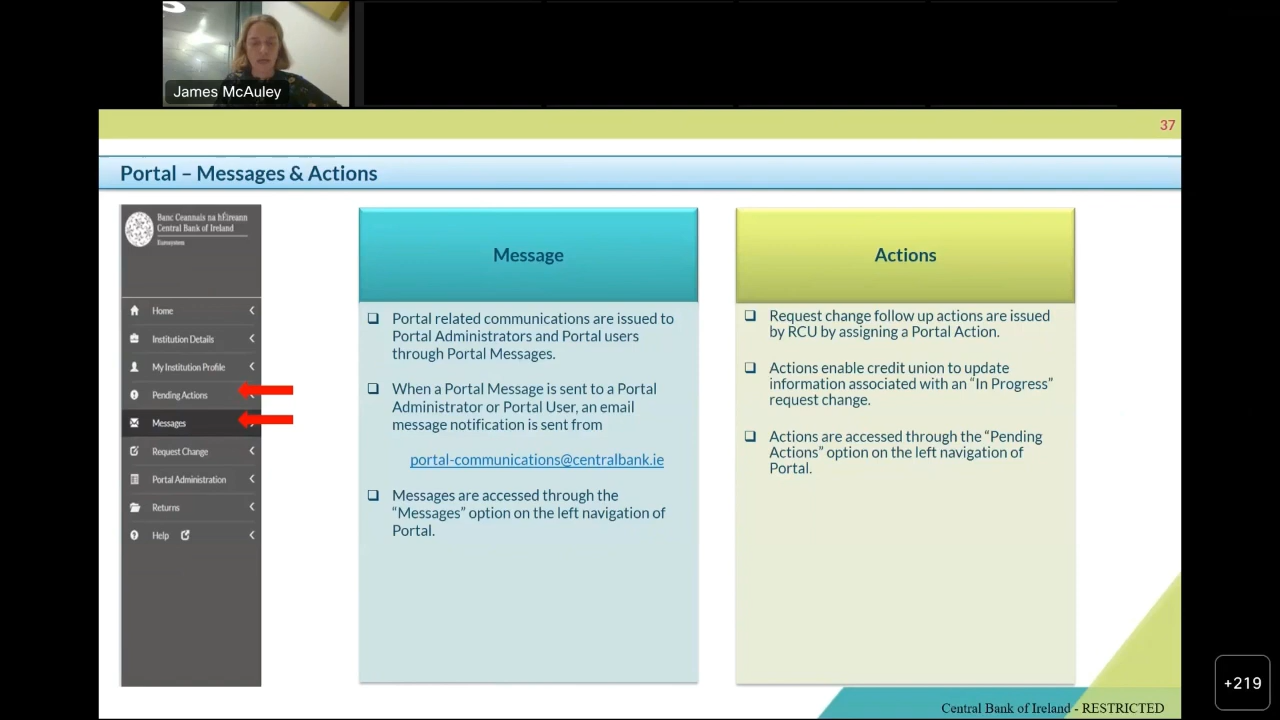 James McAuley
37
Portal – Messages & Actions
Banc Ceannais na hÉireann
Central Bank of Ireland
Eurosystem
Home
Institution Details
My Institution Profile
Pending Actions
Messages
Request Change
Portal Administration
Returns
Help
Message
Portal related communications are issued to
Portal Administrators and Portal users
through Portal Messages.
When a Portal Message is sent to a Portal
Administrator or Portal User, an email
message notification is sent from
portal-communications@centralbank.ie
Messages are accessed through the
“Messages” option on the left navigation of
Portal.
Actions
Request change follow up actions are issued
by RCU by assigning a Portal Action.
Actions enable credit union to update
information associated with an “In Progress”
request change.
Actions are accessed through the “Pending
Actions” option on the left navigation of
Portal.
+219
Central Bank of Ireland - RESTRICTED